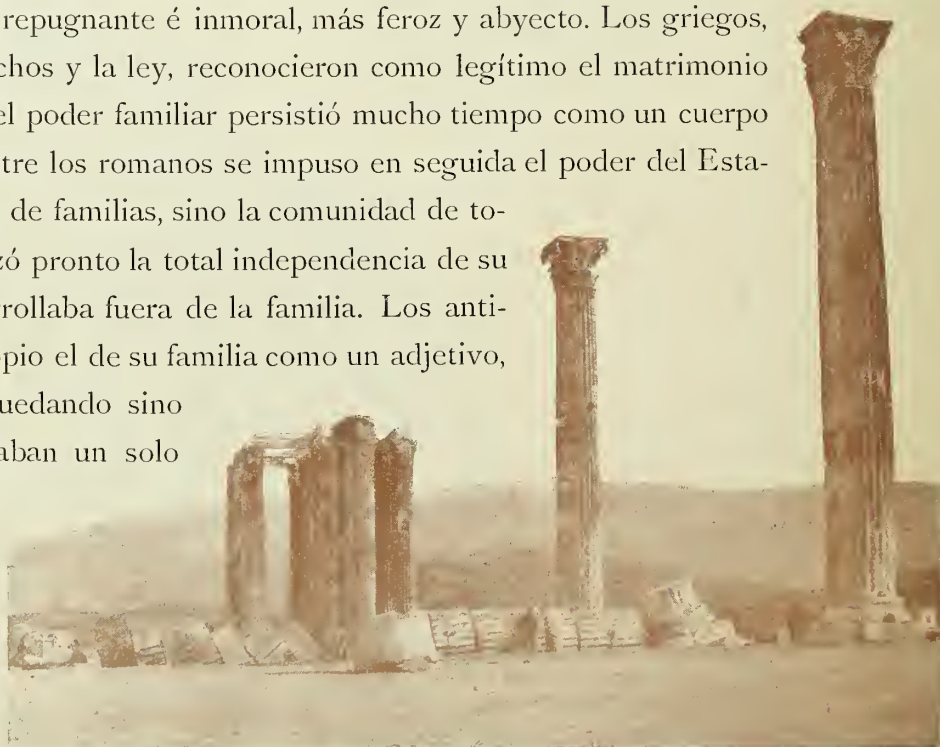 repugnante é inmoral, más feroz y abyecto. Los griegos,
chos y la ley, reconocieron como legítimo el matrimonio
el poder familiar persistió mucho tiempo como un cuerpo
tre los romanos se impuso en seguida el poder del Esta-
de familias, sino la comunidad de to-
zó pronto la total independencia de su
rrollaba fuera de la familia. Los anti-
pio el de su familia como un adjetivo,
uedando sino
aban un solo